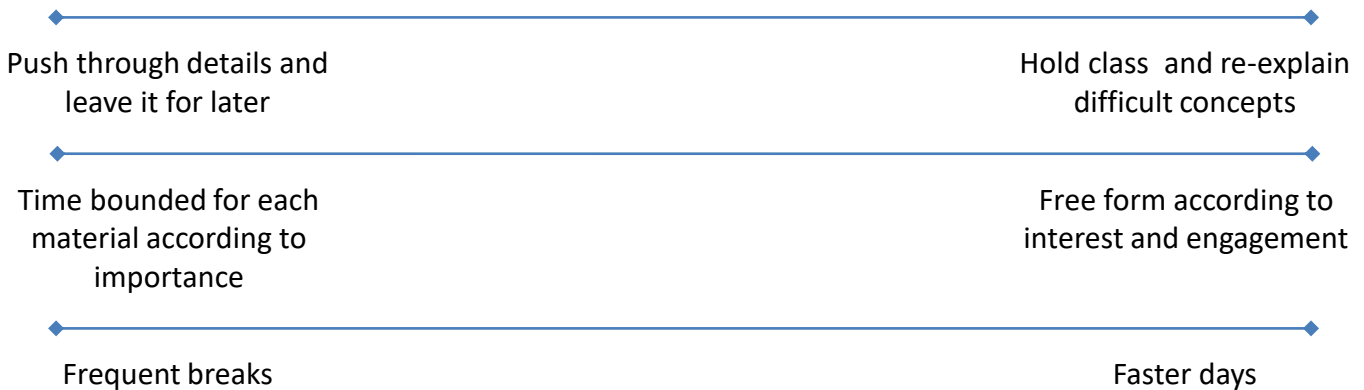 Push through details and
leave it for later
Hold class  and re-explain
difficult concepts
Time bounded for each
material according to
importance
Free form according to
interest and engagement
Frequent breaks
Faster days